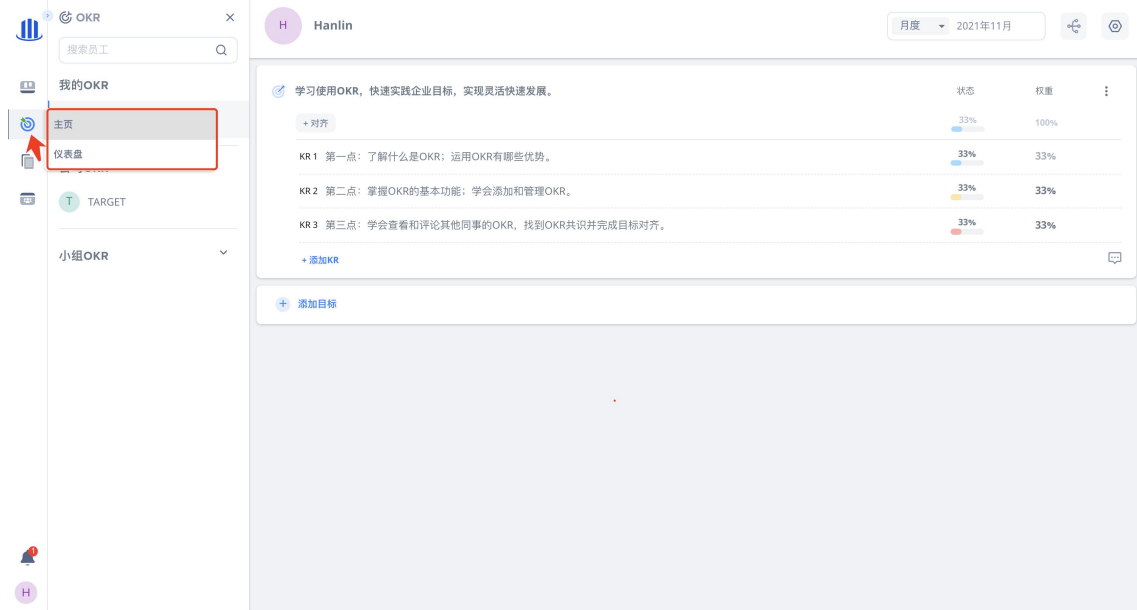 OKR
搜索员工
我的OKR
主页
仪表盘
T TARGET
小组OKR
1
H
H Hanlin
月度 2021年11月
学习使用OKR，快速实践企业目标，实现灵活快速发展。 状态 权重
+ 对齐 33% 100%
KR 1 第一点：了解什么是OKR；运用OKR有哪些优势。 33% 33%
KR 2 第二点：掌握OKR的基本功能；学会添加和管理OKR。 33% 33%
KR 3 第三点：学会查看和评论其他同事的OKR，找到OKR共识并完成目标对齐。 33% 33%
+ 添加KR
+ 添加目标